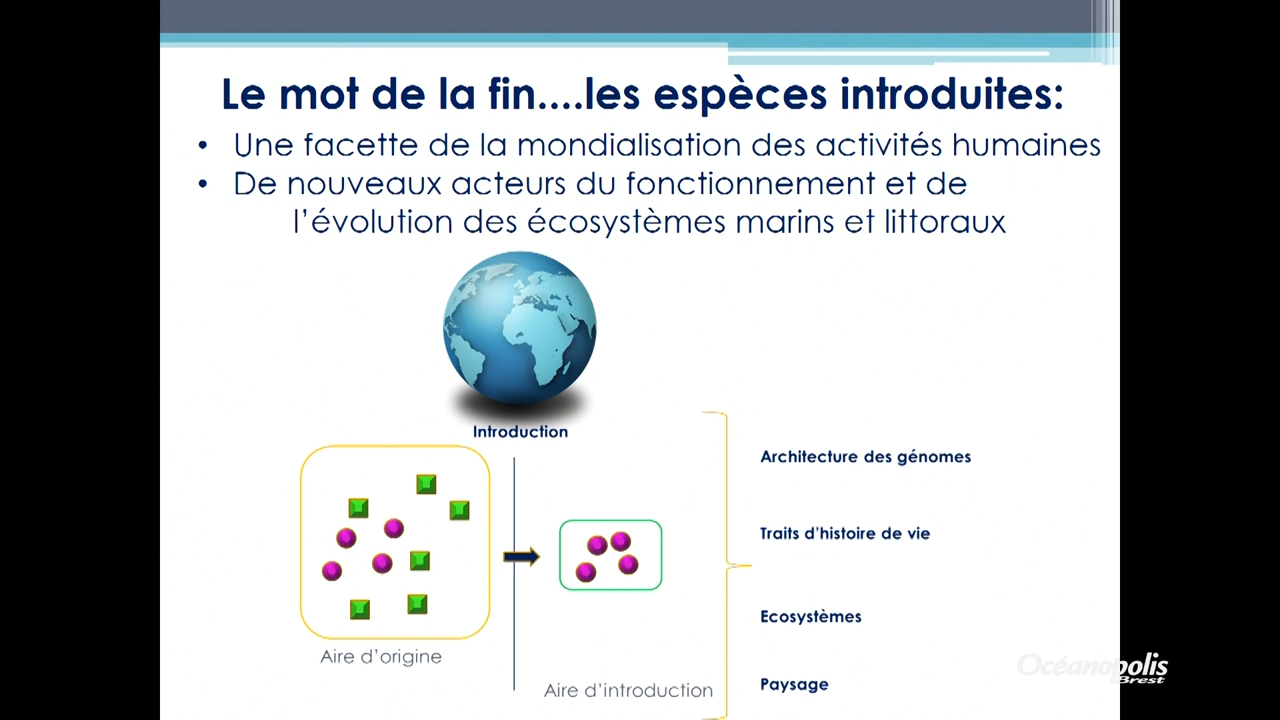 Le mot de la fin....les espèces introduites:
• Une facette de la mondialisation des activités humaines
• De nouveaux acteurs du fonctionnement et de
l'évolution des écosystèmes marins et littoraux
Introduction
Architecture des génomes
Traits d'histoire de vie
Ecosystèmes
Aire d'origine
Aire d'introduction
Paysage
Océanopolis
Brest